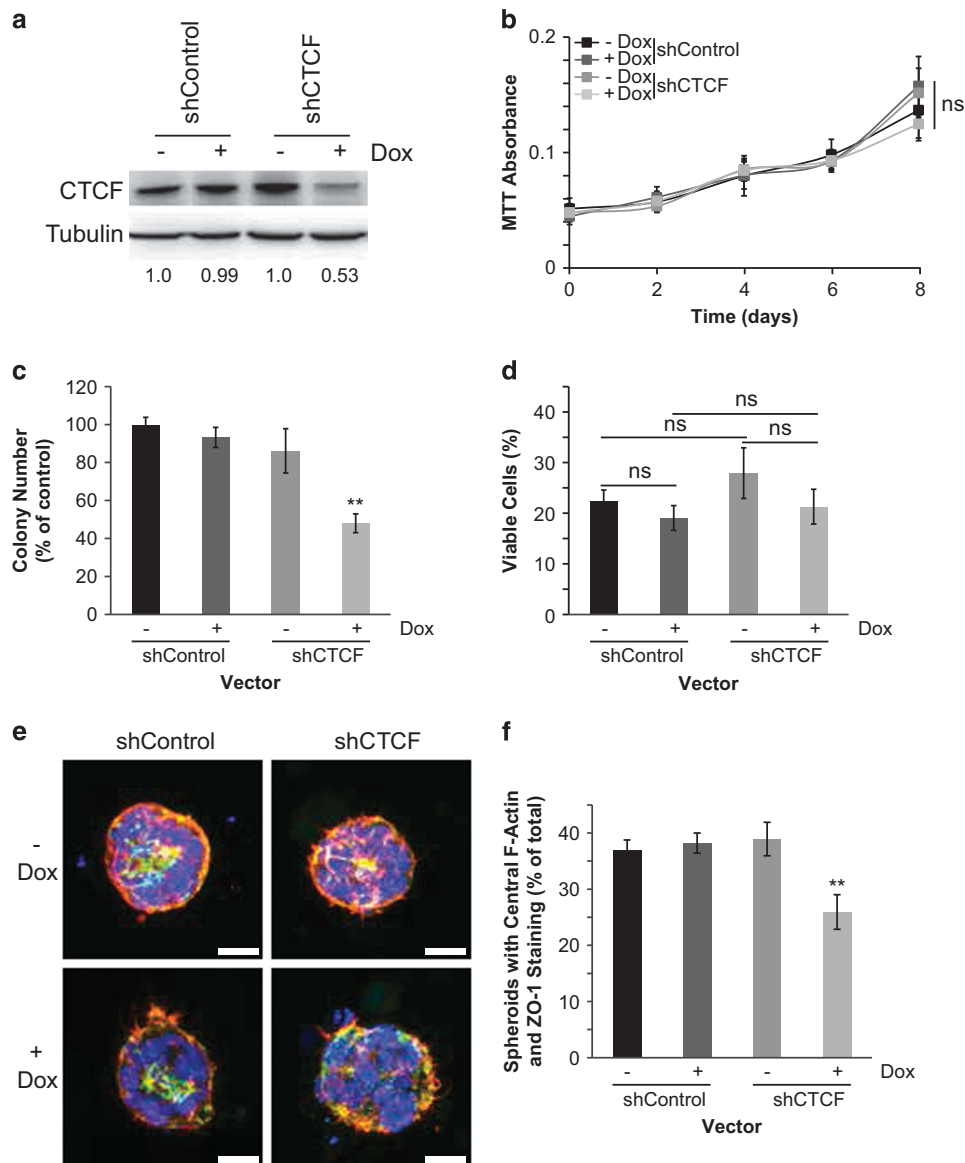 a
shControl
shCTCF
- + - + Dox
CTCF
Tubulin
1.0 0.99 1.0 0.53
b
MTT Absorbance
0.2
0.1
0
- Dox
+ Dox
shControl
- Dox
+ Dox
shCTCF
ns
0 2 4 6 8
Time (days)
c
Colony Number
(% of control)
120
100
80
60
40
20
0
**
- + - + Dox
shControl shCTCF
Vector
d
Viable Cells (%)
40
30
20
10
0
ns
ns
ns
ns
- + - + Dox
shControl shCTCF
Vector
e
shControl shCTCF
-
Dox
+
Dox
f
Spheroids with Central F-Actin
and ZO-1 Staining (% of total)
40
30
20
10
0
**
- + - + Dox
shControl shCTCF
Vector